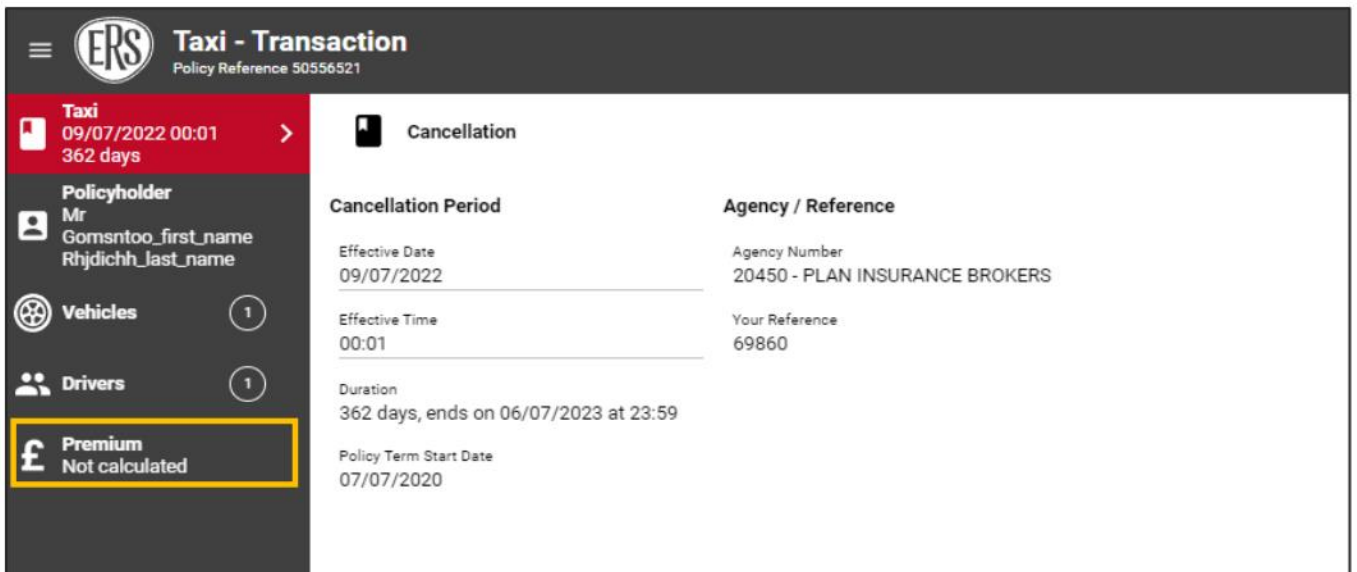 ERS
Taxi - Transaction
Policy Reference 50556521
Taxi
09/07/2022 00:01
362 days
Policyholder
Mr
Gomsntoo_first_name
Rhjdichh_last_name
Vehicles 1
Drivers 1
£ Premium
Not calculated
Cancellation
Cancellation Period
Effective Date
09/07/2022
Effective Time
00:01
Duration
362 days, ends on 06/07/2023 at 23:59
Policy Term Start Date
07/07/2020
Agency / Reference
Agency Number
20450 - PLAN INSURANCE BROKERS
Your Reference
69860